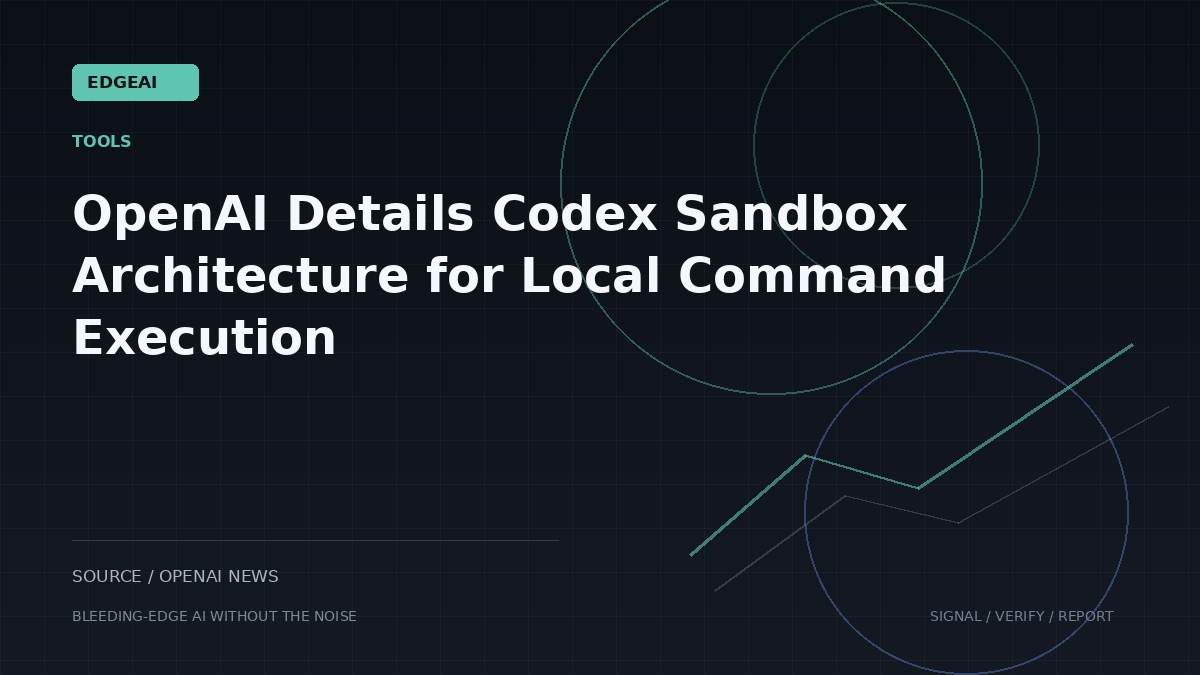 EDGEAI
TOOLS
OpenAI Details Codex Sandbox
Architecture for Local Command
Execution
SOURCE / OPENAI NEWS
BLEEDING-EDGE AI WITHOUT THE NOISE
SIGNAL / VERIFY / REPORT